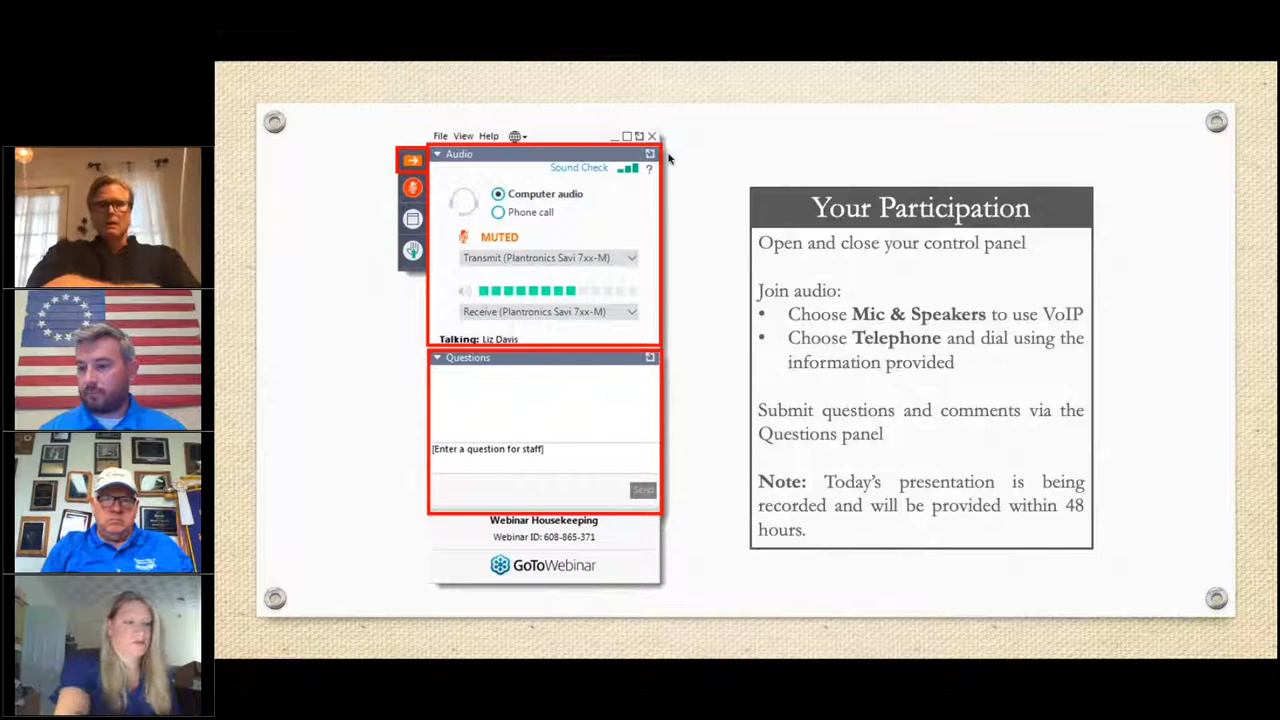 File View Help
Audio
Sound Check
?
Computer audio
Phone call
MUTED
Transmit (Plantronics Savi 7xx-M)
Receive (Plantronics Savi 7xx-M)
Talking: Liz Davis
Questions
[Enter a question for staff]
Send
Webinar Housekeeping
Webinar ID: 608-865-371
GoToWebinar
Your Participation
Open and close your control panel
Join audio:
• Choose Mic & Speakers to use VoIP
• Choose Telephone and dial using the
information provided
Submit questions and comments via the
Questions panel
Note: Today's presentation is being
recorded and will be provided within 48
hours.